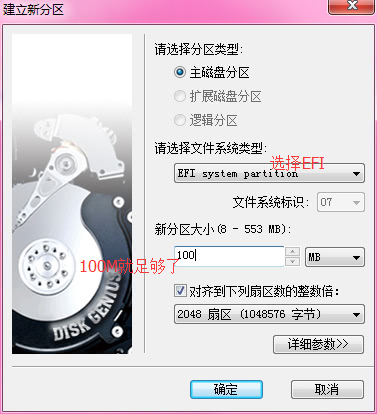 建立新分区
请选择分区类型:
主磁盘分区
扩展磁盘分区
逻辑分区
请选择文件系统类型:
选择EFI
EFI system partition
文件系统标识: 07
新分区大小(8 - 553 MB):
100 MB
100M就足够了
对齐到下列扇区数的整数倍:
2048 扇区 (1048576 字节)
DISK GENIUS
详细参数>>
确定 取消